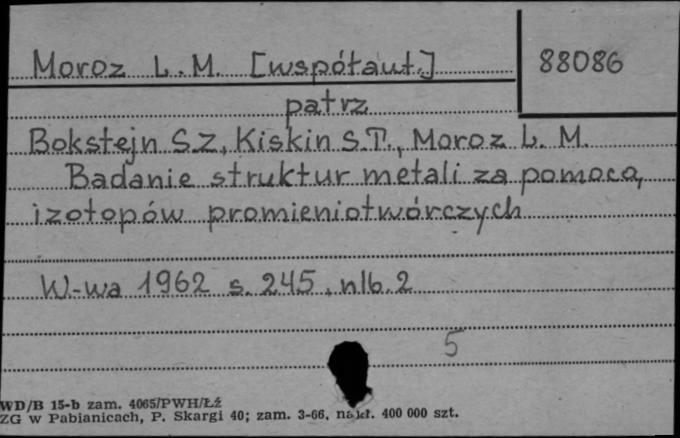 Moroz L. M. [współaut.] 88086
patrz
Bokstejn S.Z., Kiskin S.T., Moroz L. M.
Badanie struktur metali za pomocą
izotopów promieniotwórczych
W-wa 1962 s. 245, nlb. 2
5
WD/B 15-b zam. 4065/PWH/Łź
ZG w Pabianicach, P. Skargi 40; zam. 3-66, nakł. 400 000 szt.